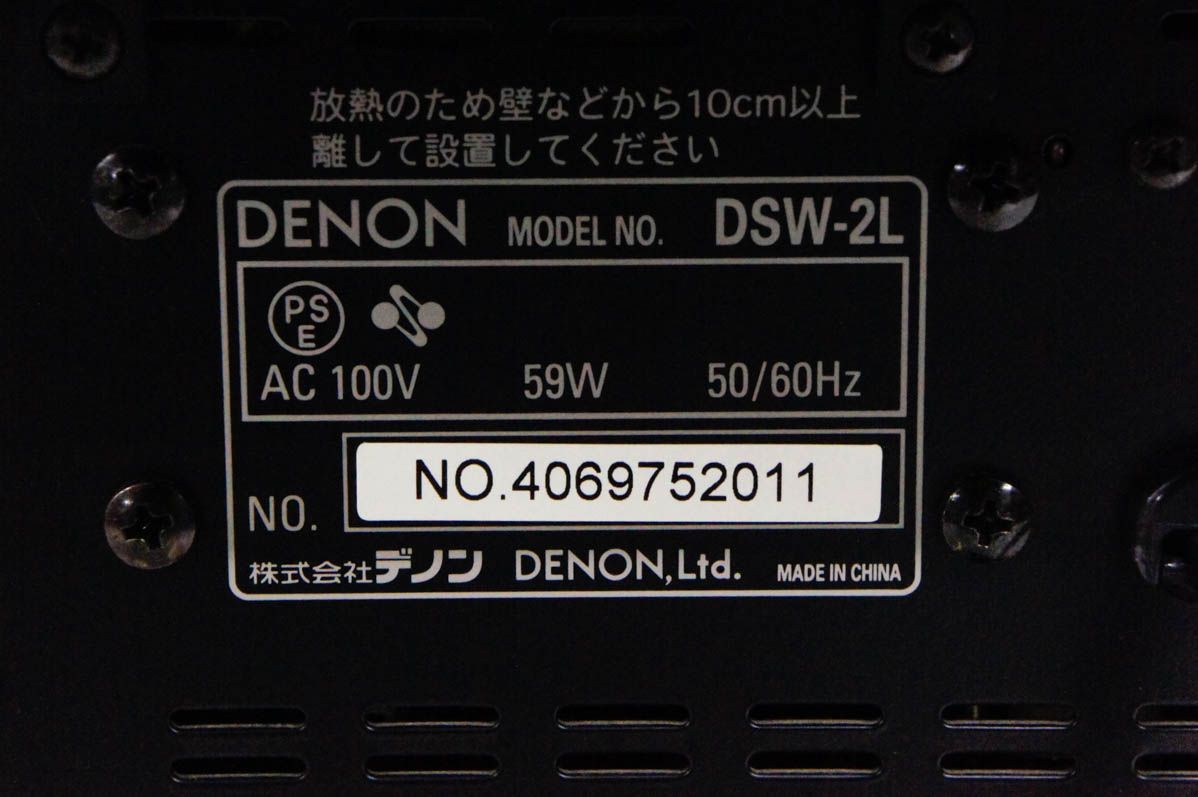 放熱のため壁などから10cm以上
離して設置してください
DENON MODEL NO. DSW-2L
PSE
AC 100V 59W 50/60Hz
NO. NO.4069752011
株式会社デノン DENON,Ltd. MADE IN CHINA